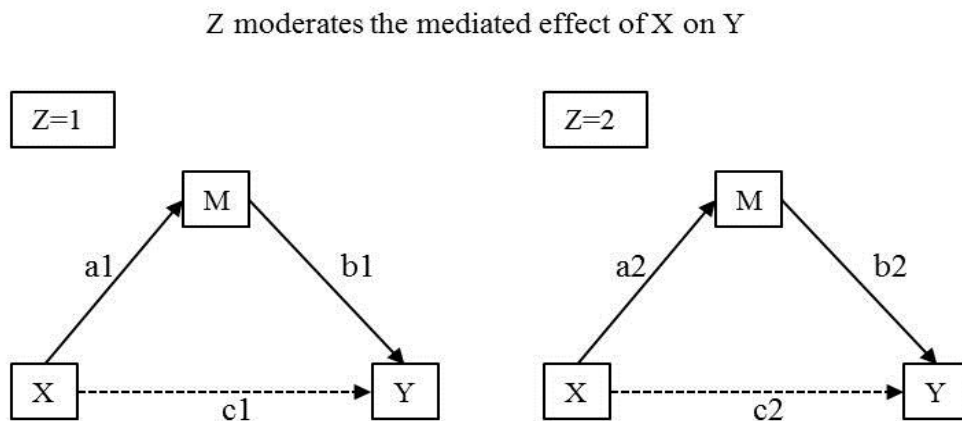 Z moderates the mediated effect of X on Y
Z=1
Z=2
M
M
a1
b1
a2
b2
X
Y
X
Y
c1
c2